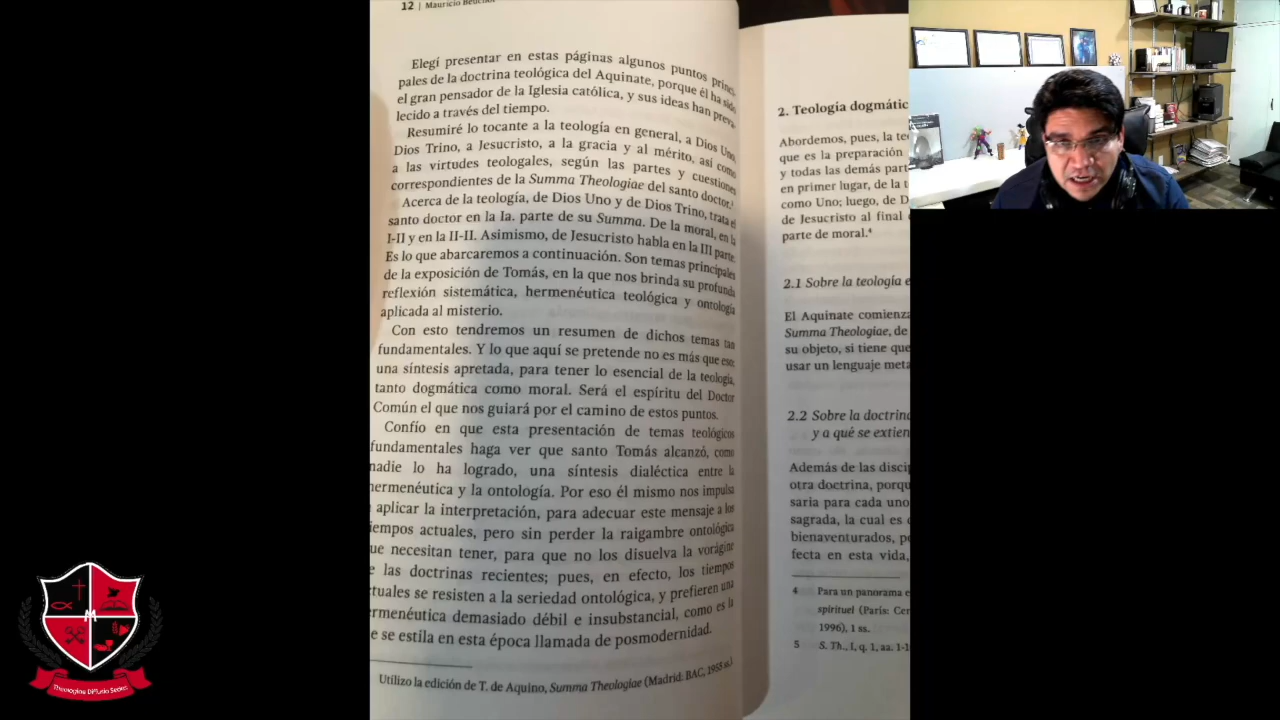 12 | Mauricio Beuchot
Elegí presentar en estas páginas algunos puntos princi-
pales de la doctrina teológica del Aquinate, porque él ha sido
el gran pensador de la Iglesia católica, y sus ideas han preva-
lecido a través del tiempo.
Resumiré lo tocante a la teología en general, a Dios Uno,
Dios Trino, a Jesucristo, a la gracia y al mérito, así como
a las virtudes teologales, según las partes y cuestiones
correspondientes de la Summa Theologiae del santo doctor.
Acerca de la teología, de Dios Uno y de Dios Trino, trata el
santo doctor en la Ia. parte de su Summa. De la moral, en la
I-II y en la II-II. Asimismo, de Jesucristo habla en la III parte.
Es lo que abarcaremos a continuación. Son temas principales
de la exposición de Tomás, en la que nos brinda su profunda
reflexión sistemática, hermenéutica teológica y ontología
aplicada al misterio.
Con esto tendremos un resumen de dichos temas tan
fundamentales. Y lo que aquí se pretende no es más que eso:
una síntesis apretada, para tener lo esencial de la teología,
tanto dogmática como moral. Será el espíritu del Doctor
Común el que nos guiará por el camino de estos puntos.
Confío en que esta presentación de temas teológicos
fundamentales haga ver que santo Tomás alcanzó, como
nadie lo ha logrado, una síntesis dialéctica entre la
hermenéutica y la ontología. Por eso él mismo nos impulsa
aplicar la interpretación, para adecuar este mensaje a los
iempos actuales, pero sin perder la raigambre ontológica
ue necesitan tener, para que no los disuelva la vorágine
e las doctrinas recientes; pues, en efecto, los tiempos
ctuales se resisten a la seriedad ontológica, y prefieren una
ermenéutica demasiado débil e insubstancial, como es la
e se estila en esta época llamada de posmodernidad.
Utilizo la edición de T. de Aquino, Summa Theologiae (Madrid: BAC, 1955 ss.)
2. Teología dogmátic
Abordemos, pues, la te
que es la preparación
y todas las demás part
en primer lugar, de la t
como Uno; luego, de D
de Jesucristo al final
parte de moral.⁴
2.1 Sobre la teología e
El Aquinate comienza
Summa Theologiae, de
su objeto, si tiene que
usar un lenguaje meta
2.2 Sobre la doctrina
y a qué se extien
Además de las discip
otra doctrina, porqu
saria para cada uno
sagrada, la cual es
bienaventurados, p
fecta en esta vida,
4 Para un panorama e
spirituel (París: Cer
1996), 1 ss.
5 S. Th., I, q. 1, aa. 1-1
Theologiae Diffusio Societ